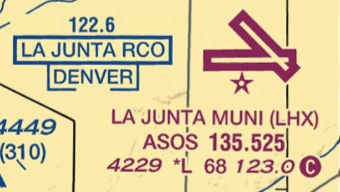 122.6
LA JUNTA RCO
DENVER
LA JUNTA MUNI (LHX)
ASOS 135.525
4449
(310)
4229 *L 68 123.0 C